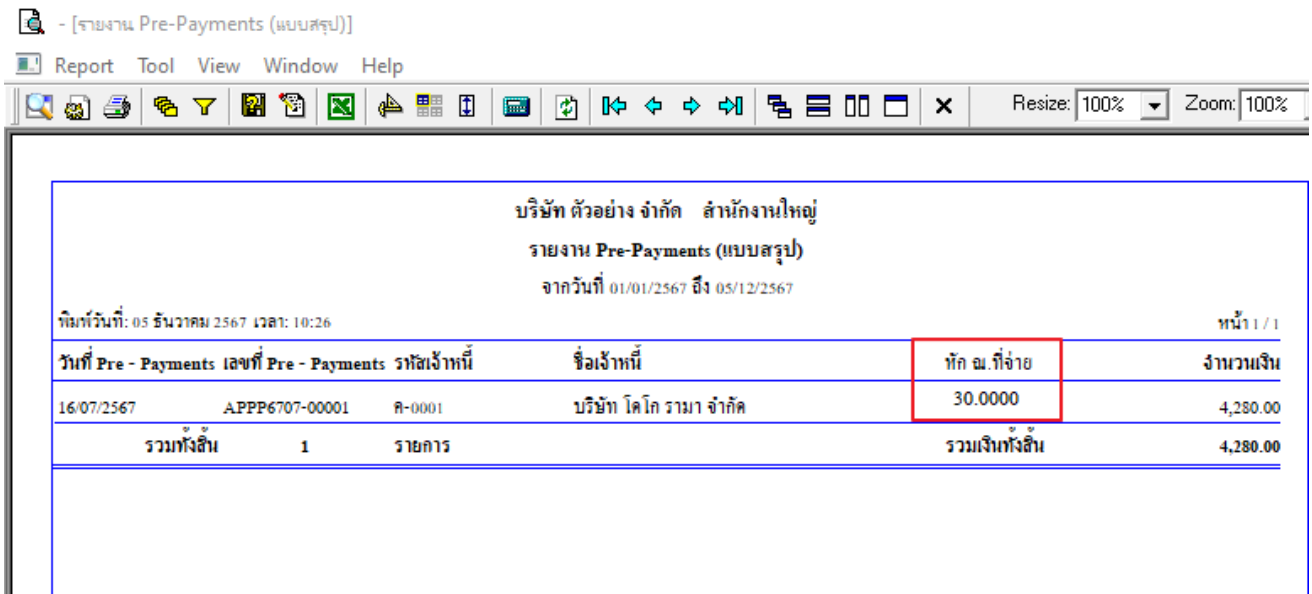 - [รายงาน Pre-Payments (แบบสรุป)]
Report Tool View Window Help
Resize: 100% Zoom: 100%
บริษัท ตัวอย่าง จำกัด สำนักงานใหญ่
รายงาน Pre-Payments (แบบสรุป)
จากวันที่ 01/01/2567 ถึง 05/12/2567
พิมพ์วันที่: 05 ธันวาคม 2567 เวลา: 10:26 หน้า 1 / 1
วันที่ Pre - Payments เลขที่ Pre - Payments รหัสเจ้าหนี้ ชื่อเจ้าหนี้ หัก ณ.ที่จ่าย จำนวนเงิน
16/07/2567 APPP6707-00001 ค-0001 บริษัท โตโก รามา จำกัด 30.0000 4,280.00
รวมทั้งสิ้น 1 รายการ รวมเงินทั้งสิ้น 4,280.00